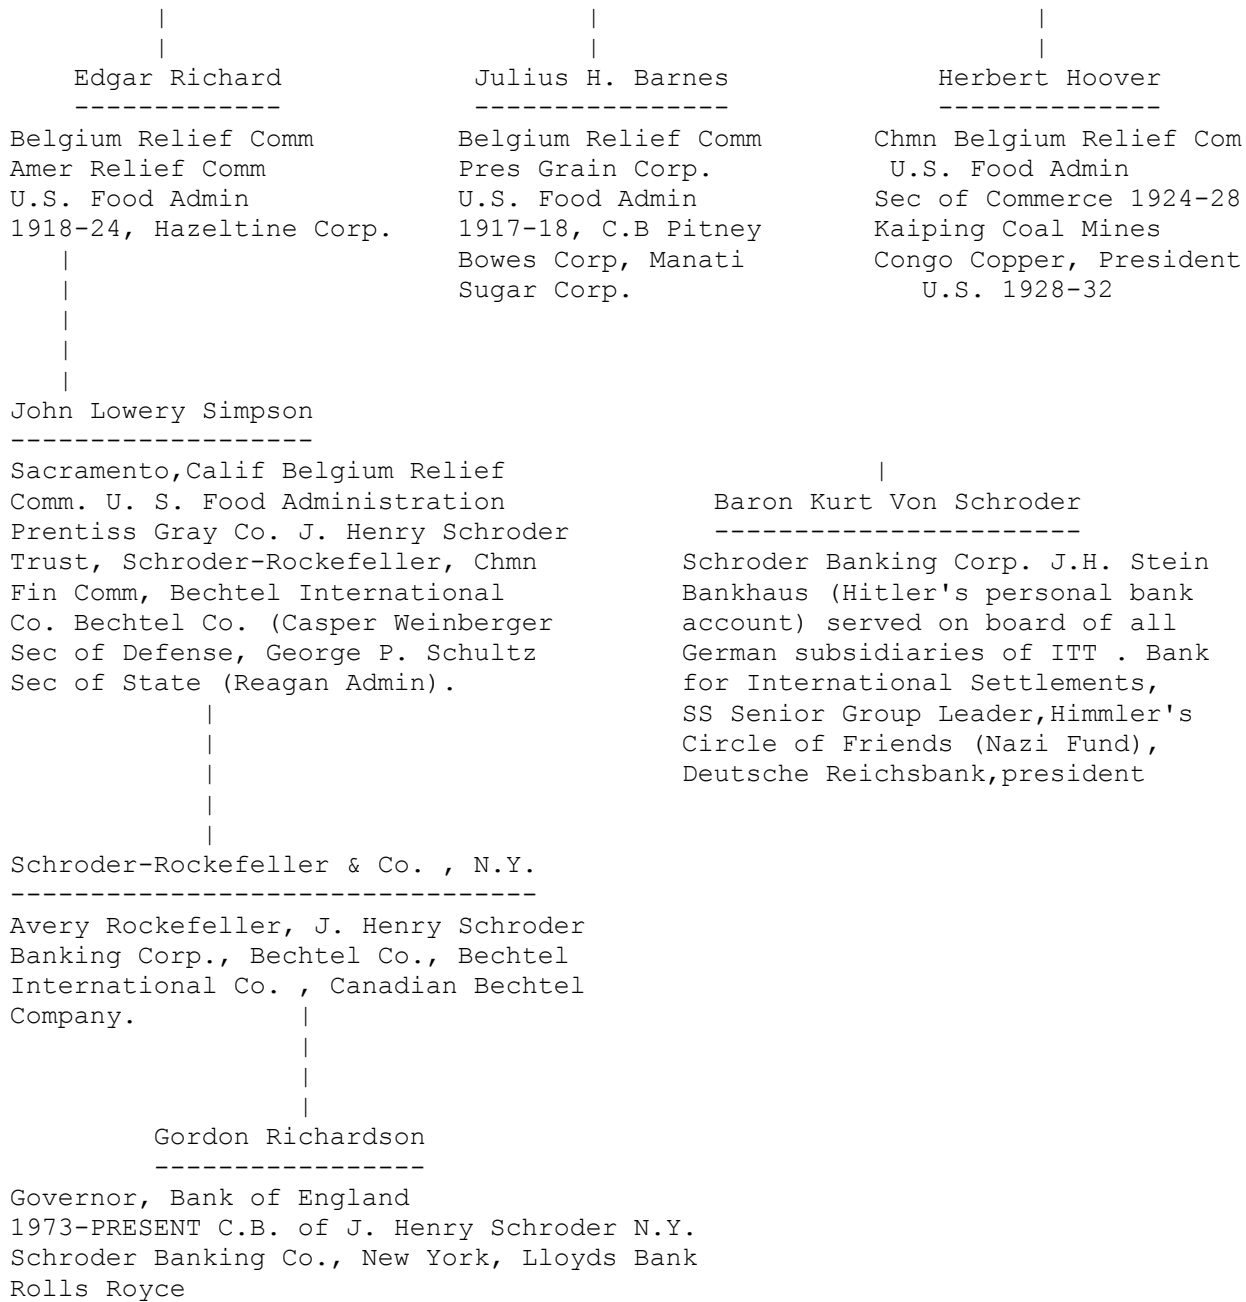 Edgar Richard
-------------
Belgium Relief Comm
Amer Relief Comm
U.S. Food Admin
1918-24, Hazeltine Corp.
Julius H. Barnes
----------------
Belgium Relief Comm
Pres Grain Corp.
U.S. Food Admin
1917-18, C.B Pitney
Bowes Corp, Manati
Sugar Corp.
Herbert Hoover
--------------
Chmn Belgium Relief Com
U.S. Food Admin
Sec of Commerce 1924-28
Kaiping Coal Mines
Congo Copper, President
U.S. 1928-32
John Lowery Simpson
-------------------
Sacramento,Calif Belgium Relief
Comm. U. S. Food Administration
Prentiss Gray Co. J. Henry Schroder
Trust, Schroder-Rockefeller, Chmn
Fin Comm, Bechtel International
Co. Bechtel Co. (Casper Weinberger
Sec of Defense, George P. Schultz
Sec of State (Reagan Admin).
Baron Kurt Von Schroder
-----------------------
Schroder Banking Corp. J.H. Stein
Bankhaus (Hitler's personal bank
account) served on board of all
German subsidiaries of ITT . Bank
for International Settlements,
SS Senior Group Leader,Himmler's
Circle of Friends (Nazi Fund),
Deutsche Reichsbank,president
Schroder-Rockefeller & Co. , N.Y.
---------------------------------
Avery Rockefeller, J. Henry Schroder
Banking Corp., Bechtel Co., Bechtel
International Co. , Canadian Bechtel
Company.
Gordon Richardson
-----------------
Governor, Bank of England
1973-PRESENT C.B. of J. Henry Schroder N.Y.
Schroder Banking Co., New York, Lloyds Bank
Rolls Royce